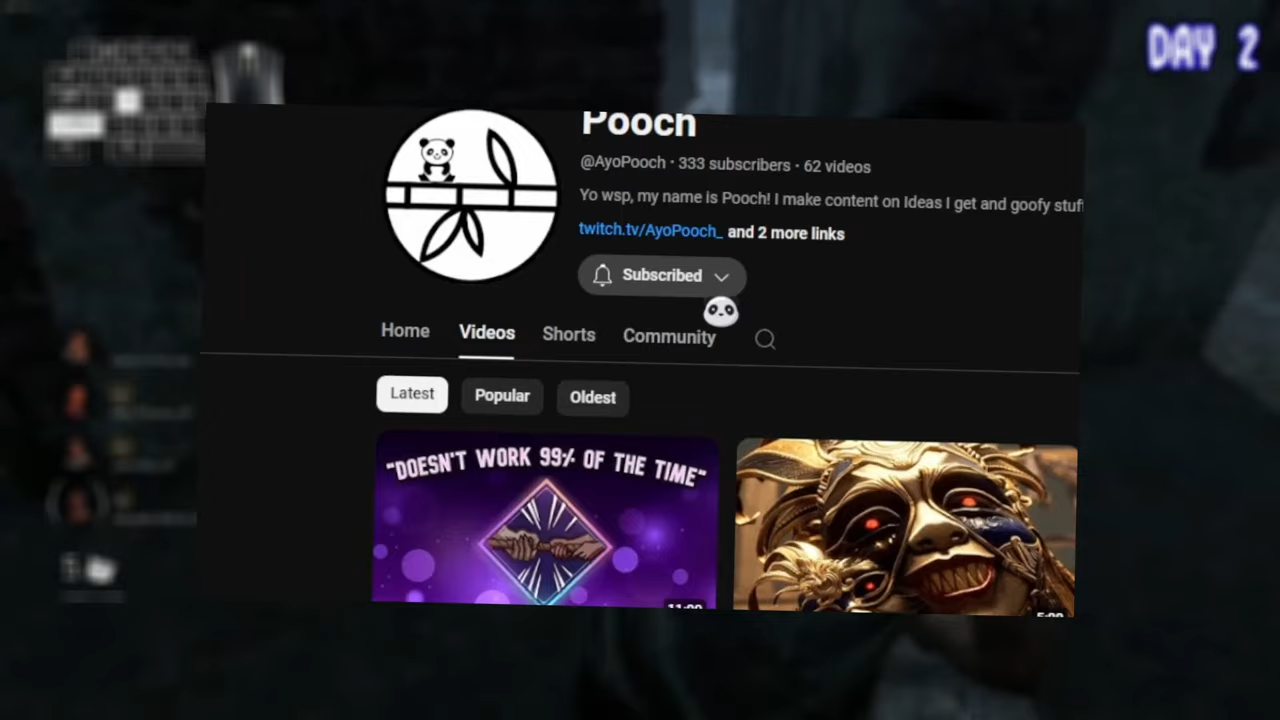 DAY 2
Pooch
@AyoPooch · 333 subscribers · 62 videos
Yo wsp, my name is Pooch! I make content on Ideas I get and goofy stuff
twitch.tv/AyoPooch_ and 2 more links
Subscribed
Home Videos Shorts Community
Latest Popular Oldest
"DOESN'T WORK 99% OF THE TIME"